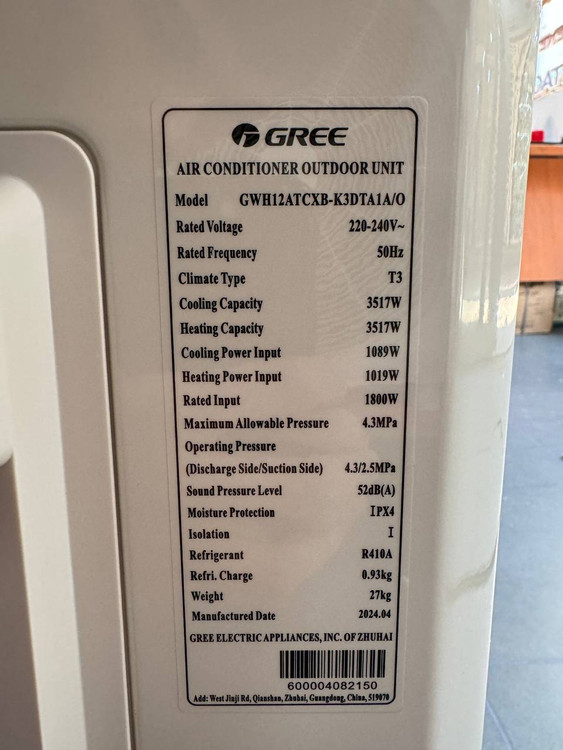 GREE
AIR CONDITIONER OUTDOOR UNIT
Model GWH12ATCXB-K3DTA1A/O
Rated Voltage 220-240V~
Rated Frequency 50Hz
Climate Type T3
Cooling Capacity 3517W
Heating Capacity 3517W
Cooling Power Input 1089W
Heating Power Input 1019W
Rated Input 1800W
Maximum Allowable Pressure 4.3MPa
Operating Pressure
(Discharge Side/Suction Side) 4.3/2.5MPa
Sound Pressure Level 52dB(A)
Moisture Protection IPX4
Isolation I
Refrigerant R410A
Refri. Charge 0.93kg
Weight 27kg
Manufactured Date 2024.04
GREE ELECTRIC APPLIANCES, INC. OF ZHUHAI
600004082150
Add: West Jinji Rd, Qianshan, Zhuhai, Guangdong, China, 519070